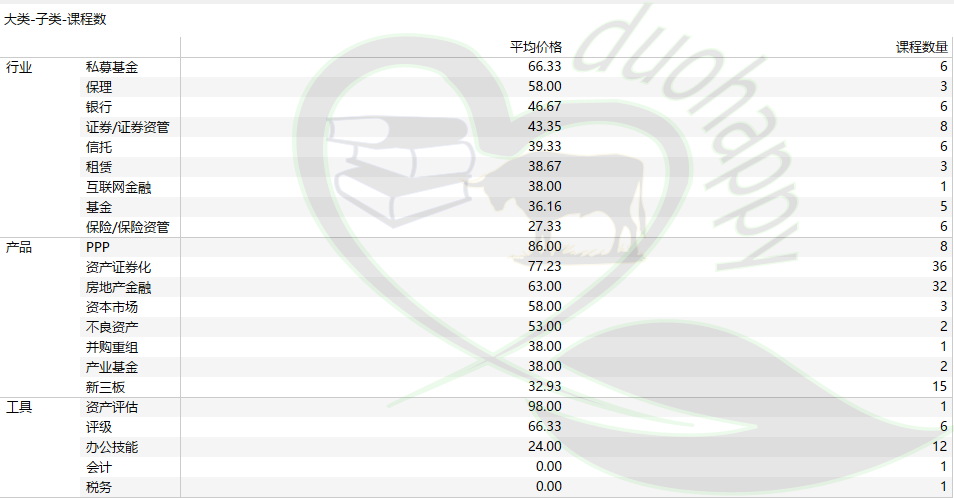 大类-子类-课程数
平均价格 课程数量
行业 私募基金 66.33 6
保理 58.00 3
银行 46.67 6
证券/证券资管 43.35 8
信托 39.33 6
租赁 38.67 3
互联网金融 38.00 1
基金 36.16 5
保险/保险资管 27.33 6
产品 PPP 86.00 8
资产证券化 77.23 36
房地产金融 63.00 32
资本市场 58.00 3
不良资产 53.00 2
并购重组 38.00 1
产业基金 38.00 2
新三板 32.93 15
工具 资产评估 98.00 1
评级 66.33 6
办公技能 24.00 12
会计 0.00 1
税务 0.00 1
duohappy